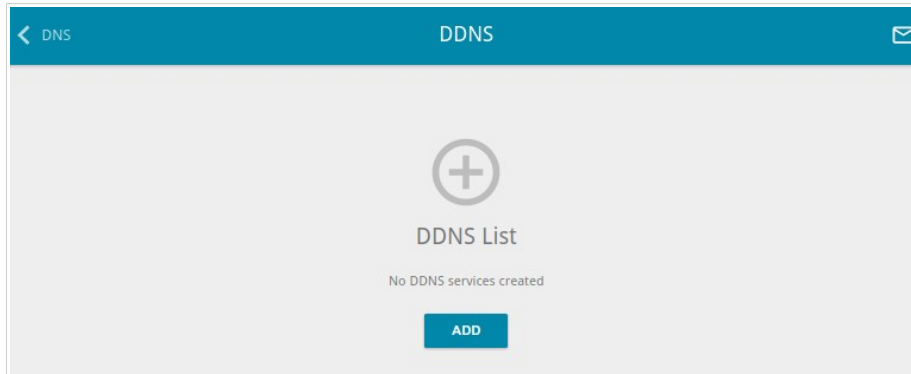 DNS
DDNS
DDNS List
No DDNS services created
ADD